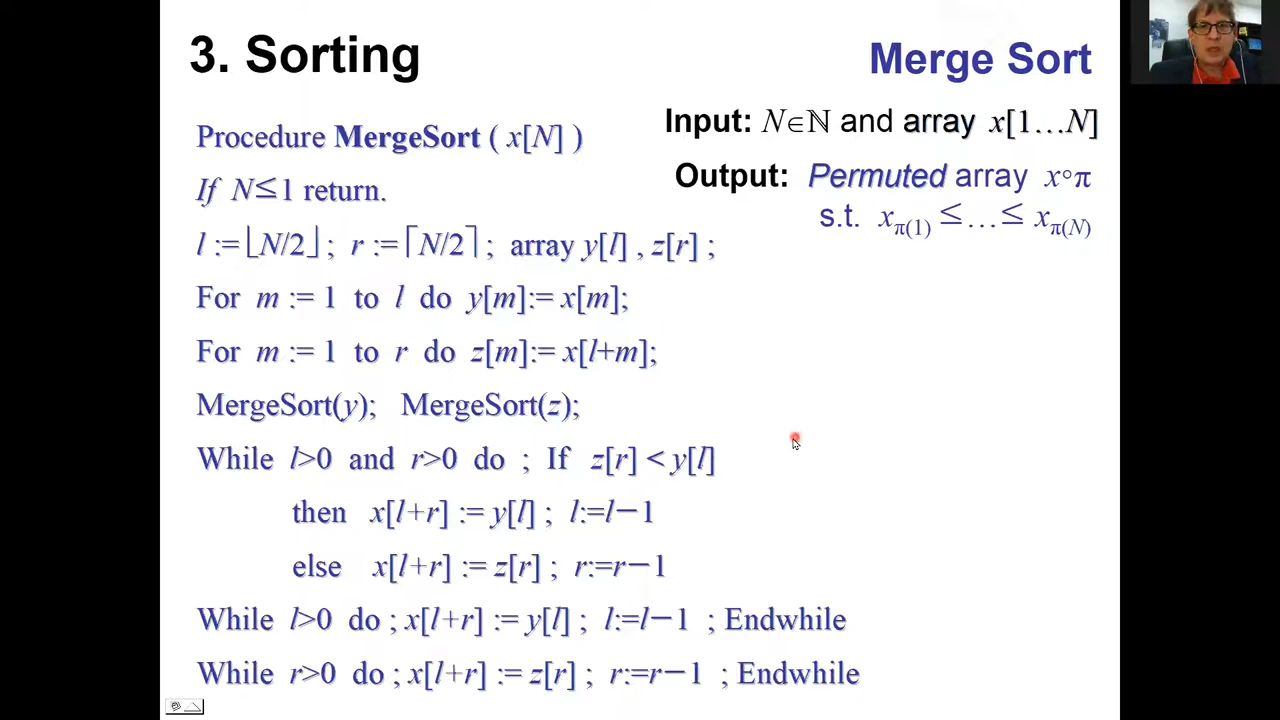 3. Sorting
Merge Sort
Input: N∈ℕ and array x[1…N]
Output: Permuted array x∘π
s.t. xπ(1) ≤…≤ xπ(N)
Procedure MergeSort ( x[N] )
If N≤1 return.
l := ⌊N/2⌋ ; r := ⌈N/2⌉ ; array y[l] , z[r] ;
For m := 1 to l do y[m]:= x[m];
For m := 1 to r do z[m]:= x[l+m];
MergeSort(y); MergeSort(z);
While l>0 and r>0 do ; If z[r] < y[l]
then x[l+r] := y[l] ; l:=l−1
else x[l+r] := z[r] ; r:=r−1
While l>0 do ; x[l+r] := y[l] ; l:=l−1 ; Endwhile
While r>0 do ; x[l+r] := z[r] ; r:=r−1 ; Endwhile